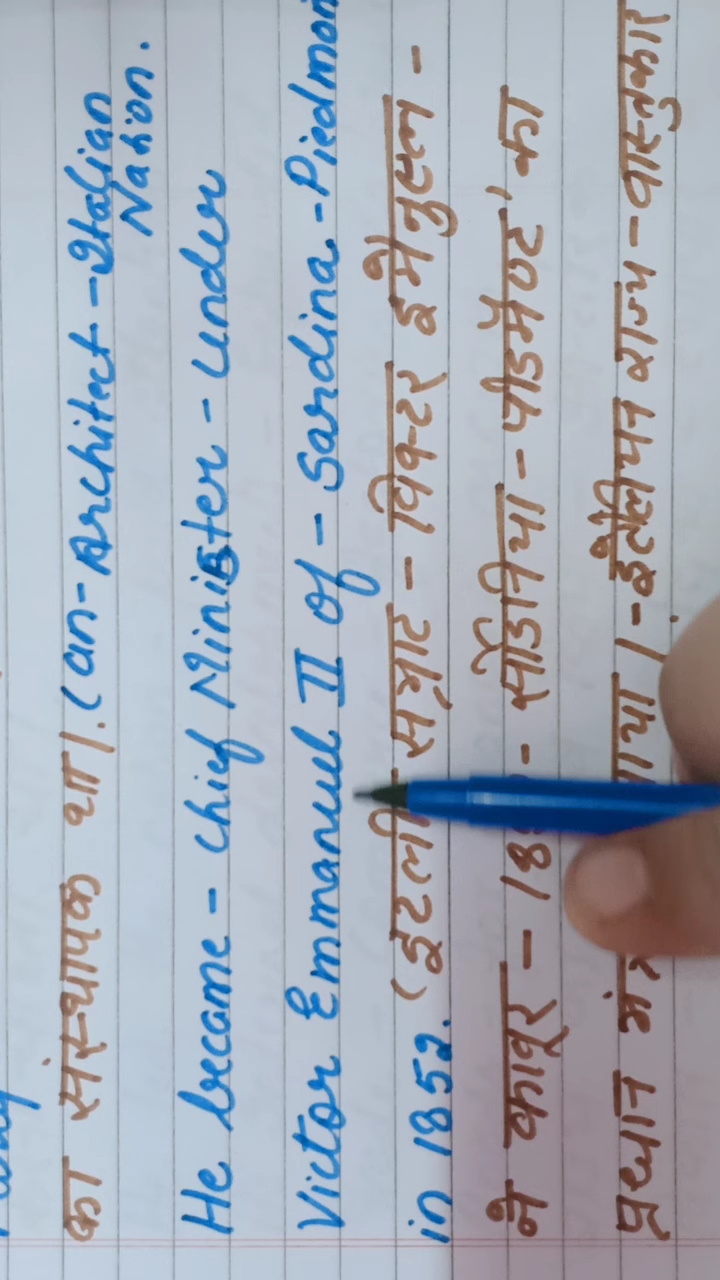 का संस्थापक था।. (an - Architect - Italian
Nation.
He became - chief Minister - under
Victor Emmanuel II of - Sardina - Piedmon
in 1852. (इटली सम्राट - विक्टर इमैनुएल -
ने कावूर - 18 - सार्डिनिया - पीडमॉण्ट' का
प्रधान - इटैलियन राज्य - वास्तुकार